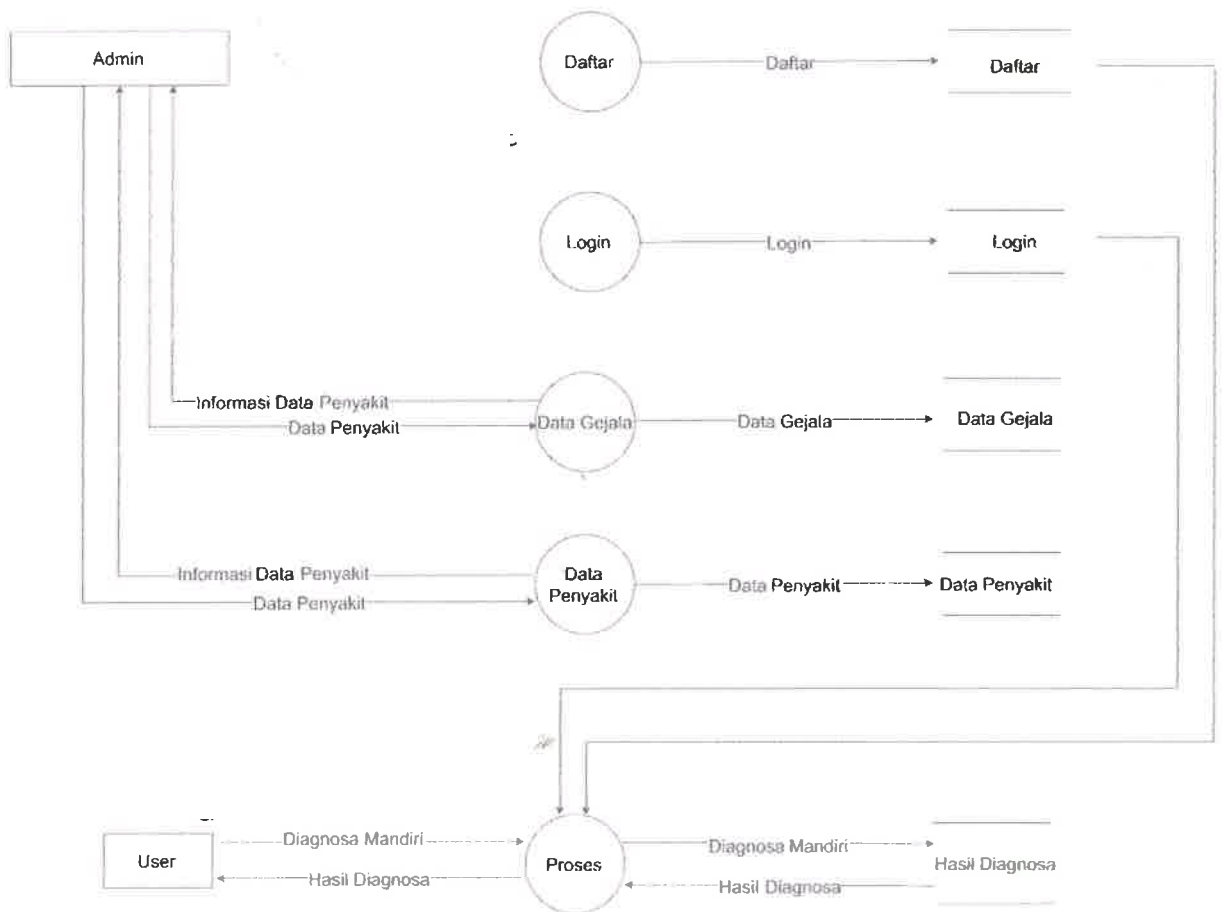 Admin
Daftar
Daftar
Daftar
Login
Login
Login
Informasi Data Penyakit
Data Penyakit
Data Gejala
Data Gejala
Data Gejala
Informasi Data Penyakit
Data Penyakit
Data
Penyakit
Data Penyakit
Data Penyakit
User
Diagnosa Mandiri
Hasil Diagnosa
Proses
Diagnosa Mandiri
Hasil Diagnosa
Hasil Diagnosa